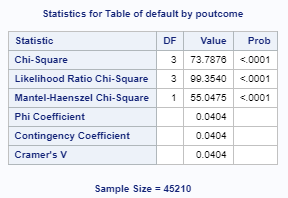 Statistics for Table of default by poutcome
Statistic DF Value Prob
Chi-Square 3 73.7876 <.0001
Likelihood Ratio Chi-Square 3 99.3540 <.0001
Mantel-Haenszel Chi-Square 1 55.0475 <.0001
Phi Coefficient 0.0404
Contingency Coefficient 0.0404
Cramer's V 0.0404
Sample Size = 45210